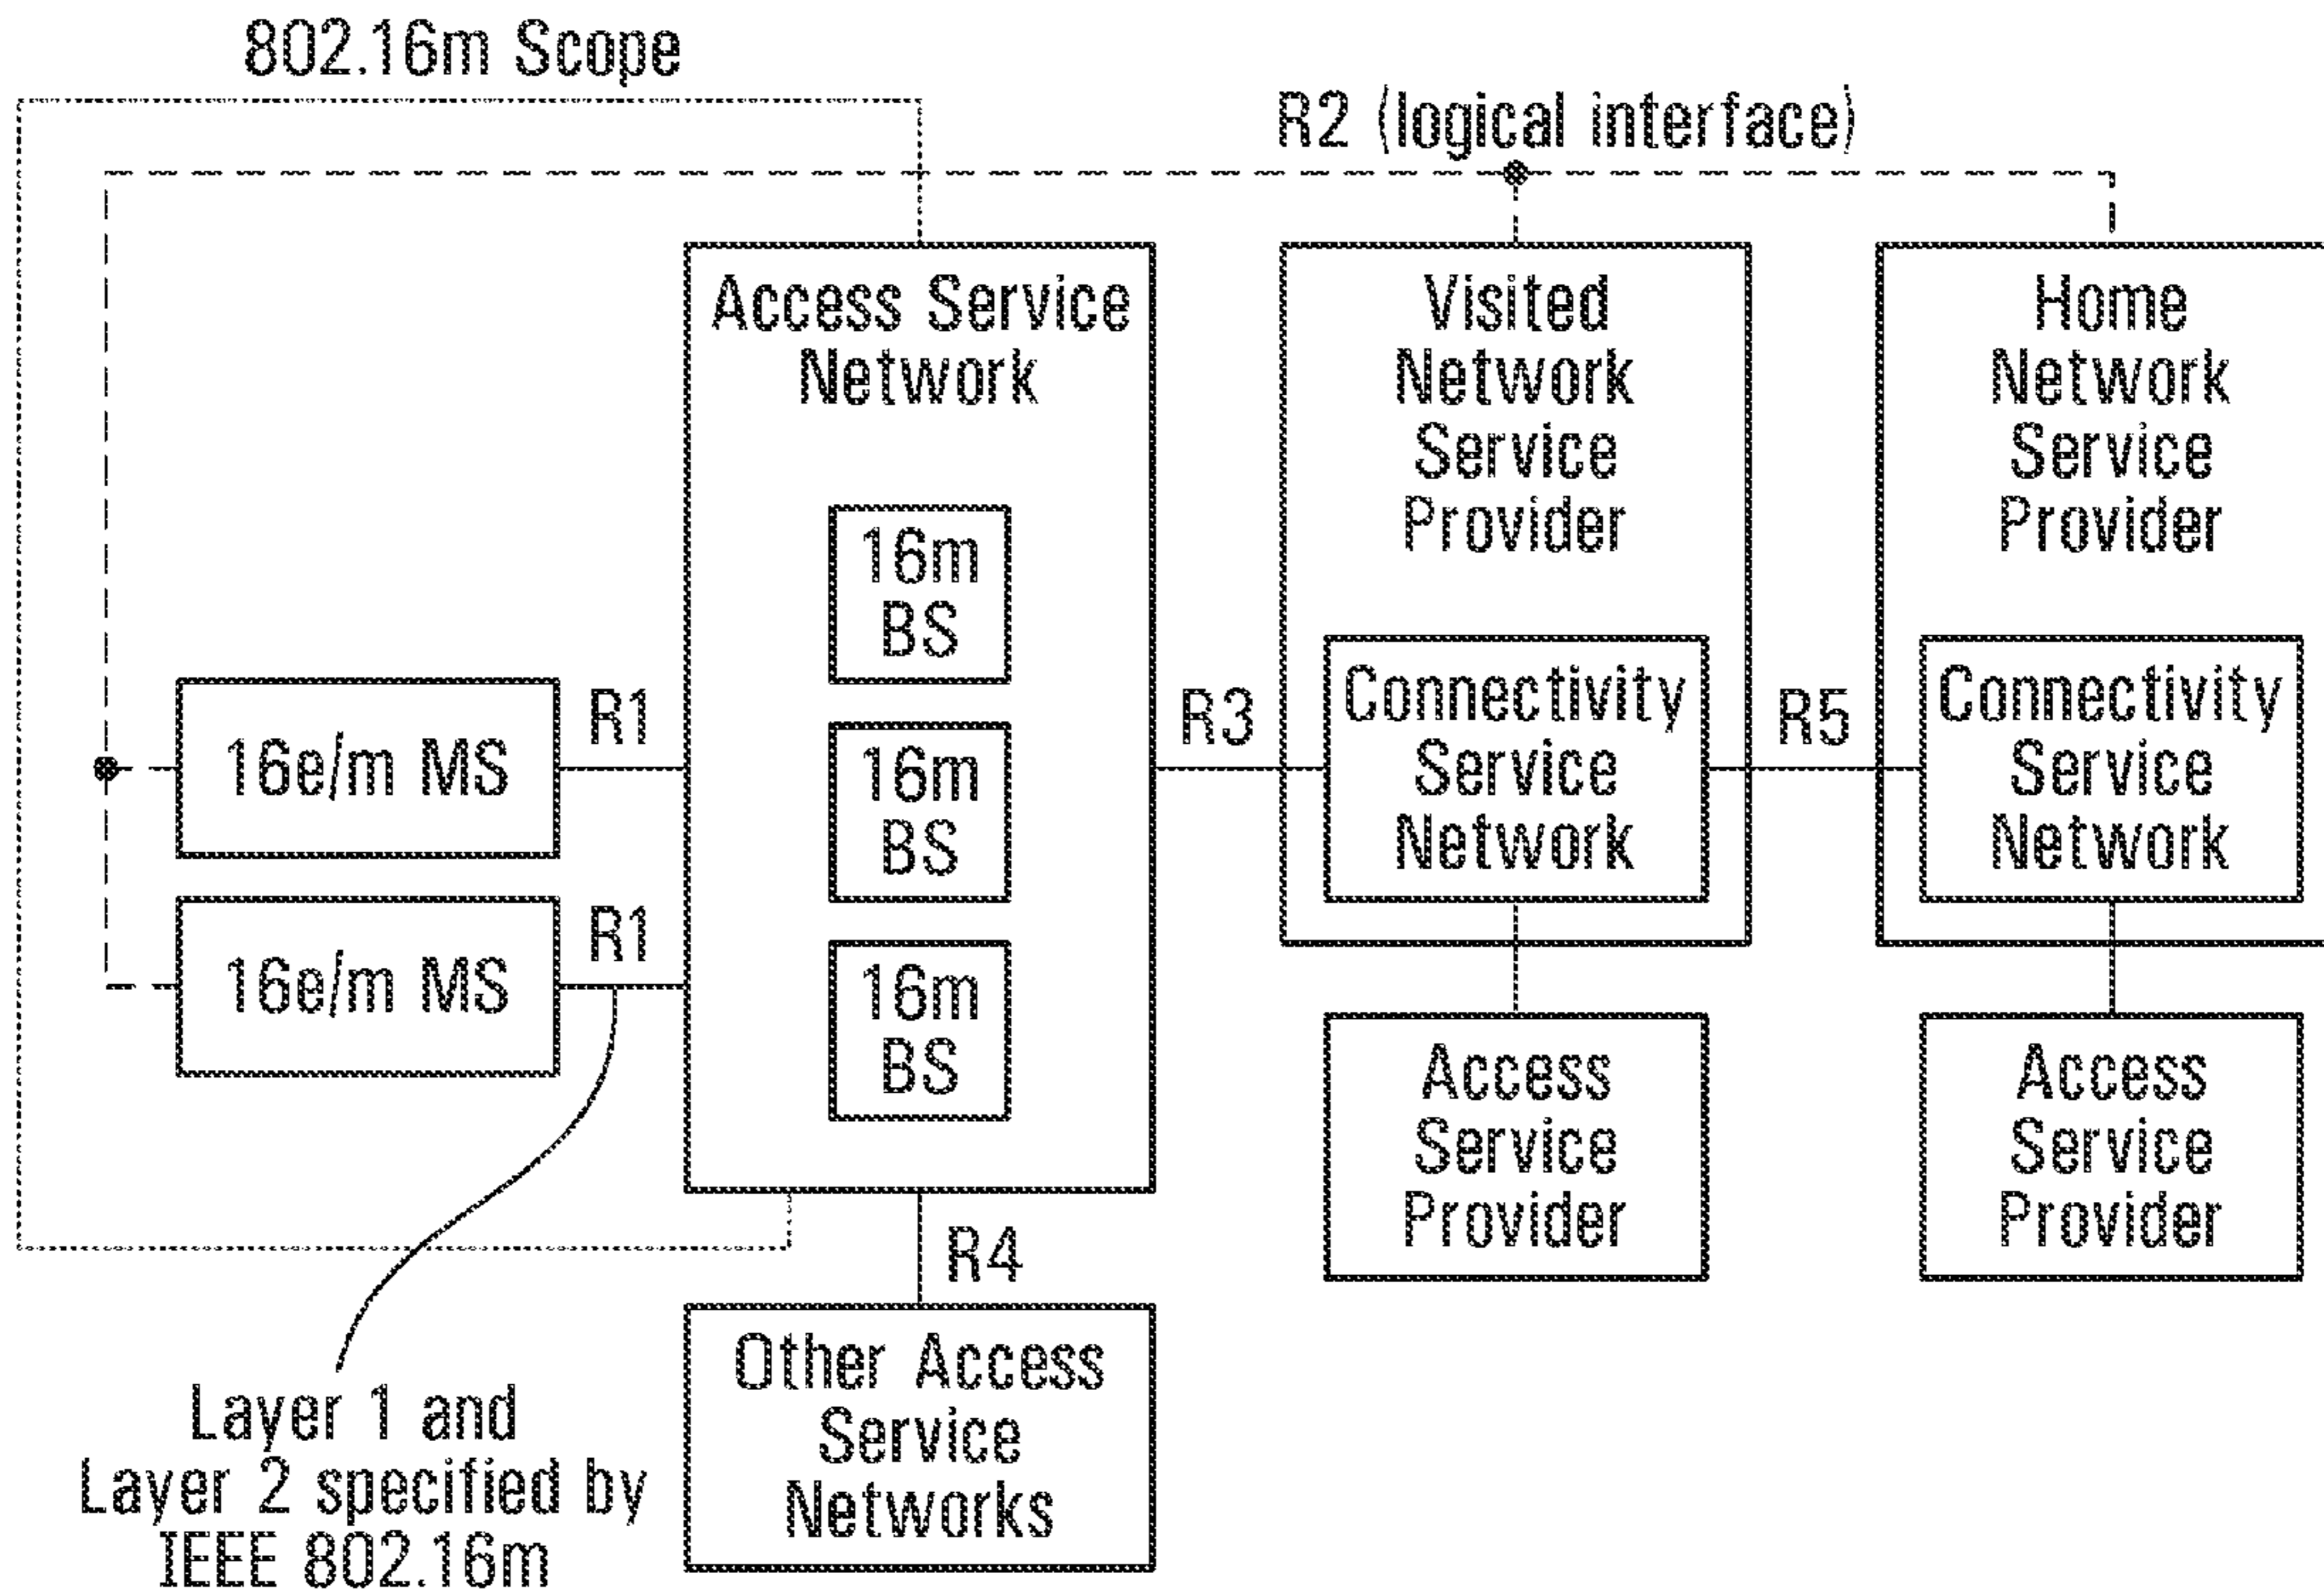 802.16m Scope
R2 (logical interface)
Access Service
Network
16m
BS
16m
BS
16m
BS
Visited
Network
Service
Provider
Connectivity
Service
Network
Home
Network
Service
Provider
Connectivity
Service
Network
16e/m MS
R1
16e/m MS
R1
R3
R5
Access
Service
Provider
Access
Service
Provider
R4
Other Access
Service
Networks
Layer 1 and
Layer 2 specified by
IEEE 802.16m